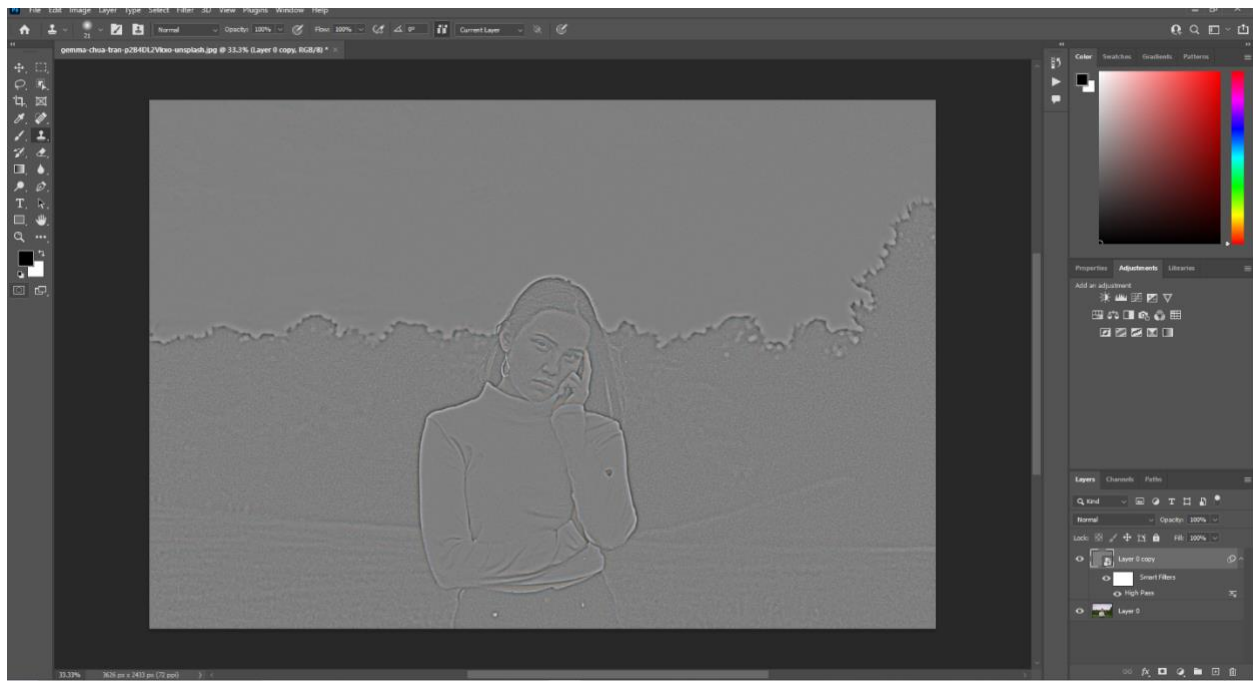 Ps File Edit Image Layer Type Select Filter 3D View Plugins Window Help
21 Normal Opacity: 100% Flow: 100% 0° Current Layer
gemma-chua-tran-p2B4DL2Vkxo-unsplash.jpg @ 33.3% (Layer 0 copy, RGB/8) * ×
Color Swatches Gradients Patterns
Properties Adjustments Libraries
Add an adjustment
Layers Channels Paths
Kind
Normal Opacity: 100%
Lock: Fill: 100%
Layer 0 copy
Smart Filters
High Pass
Layer 0
33.33% 3626 px x 2433 px (72 ppi)